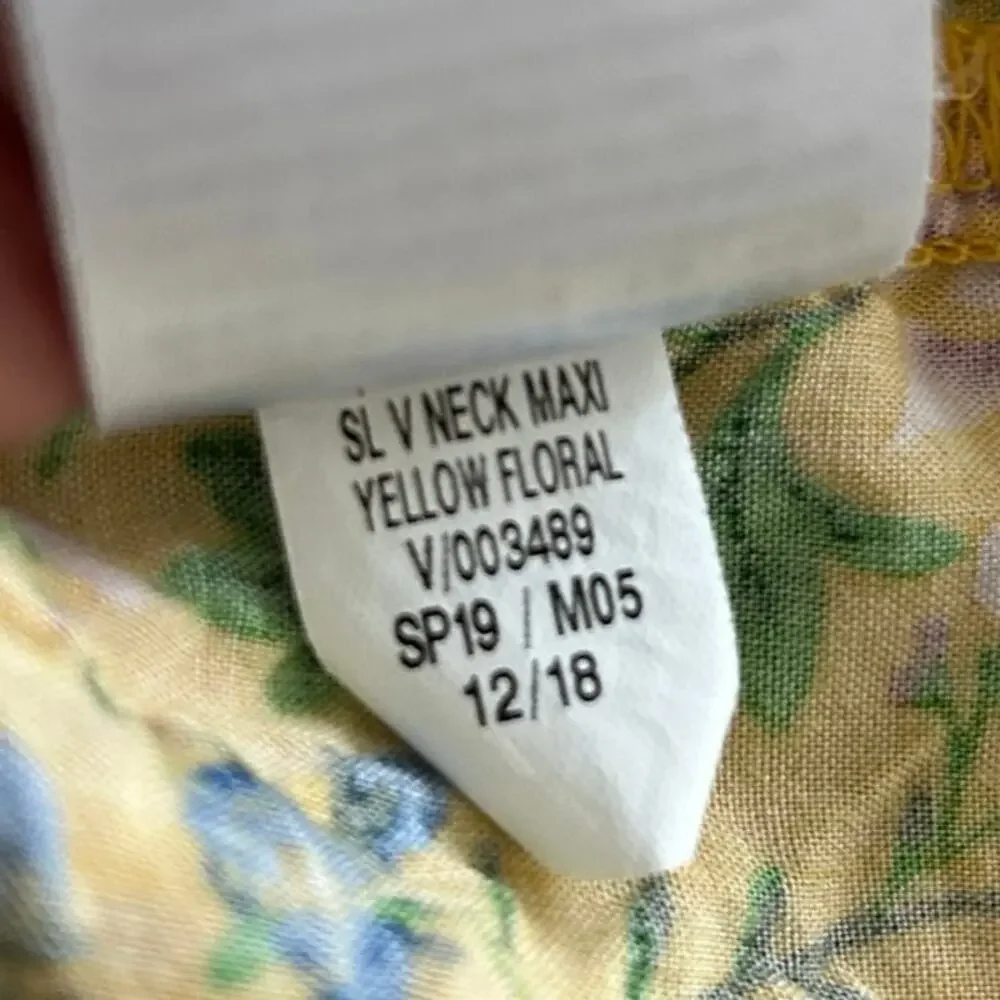 SL V NECK MAXI
YELLOW FLORAL
V/003489
SP19 / M05
12/18